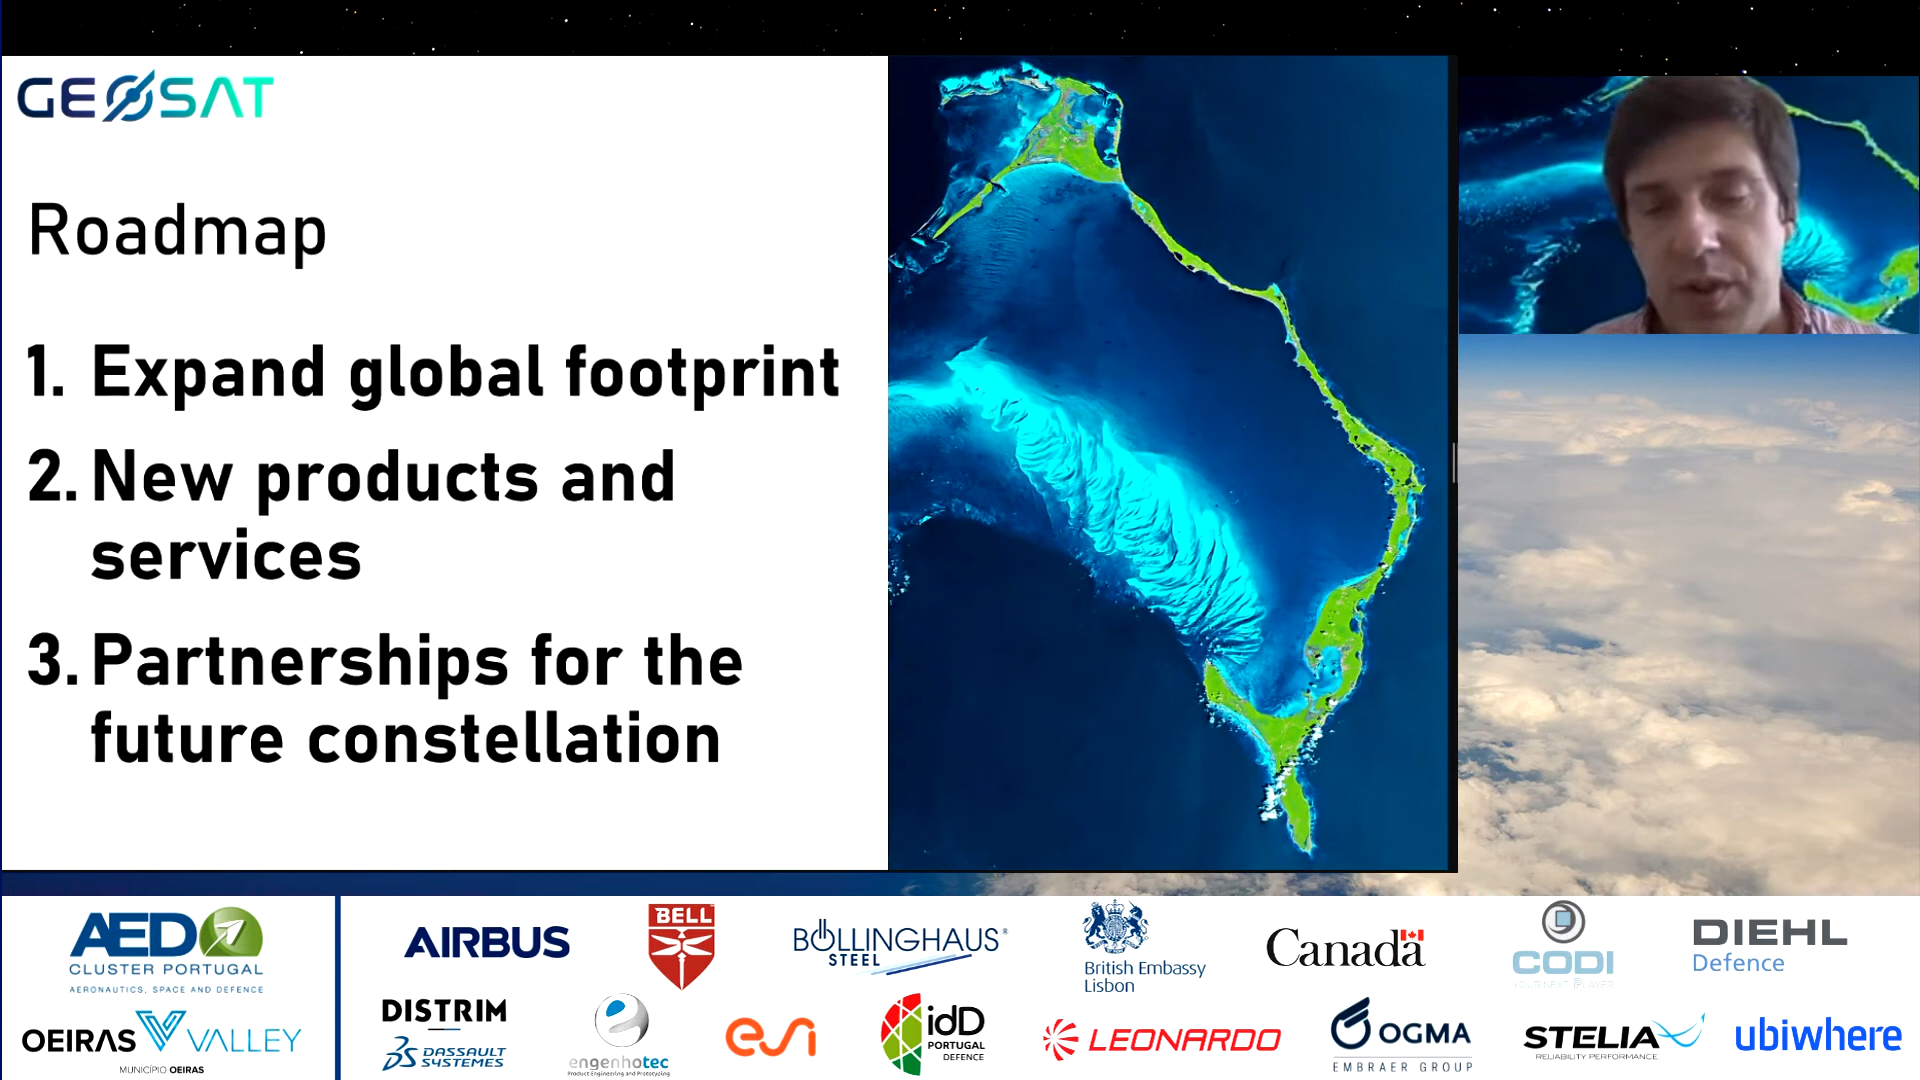 GEOSAT
Roadmap
1. Expand global footprint
2. New products and
services
3. Partnerships for the
future constellation
AED
CLUSTER PORTUGAL
AERONAUTICS, SPACE AND DEFENCE
OEIRAS VALLEY
MUNICÍPIO OEIRAS
AIRBUS
BELL
BÖLLINGHAUS®
STEEL
British Embassy
Lisbon
Canada
CODI
YOUR NEXT PLAYER
DIEHL
Defence
DISTRIM
DASSAULT
SYSTEMES
engenhotec
Product Engineering and Prototyping
esi
idD
PORTUGAL
DEFENCE
LEONARDO
OGMA
EMBRAER GROUP
STELIA
RELIABILITY PERFORMANCE
ubiwhere